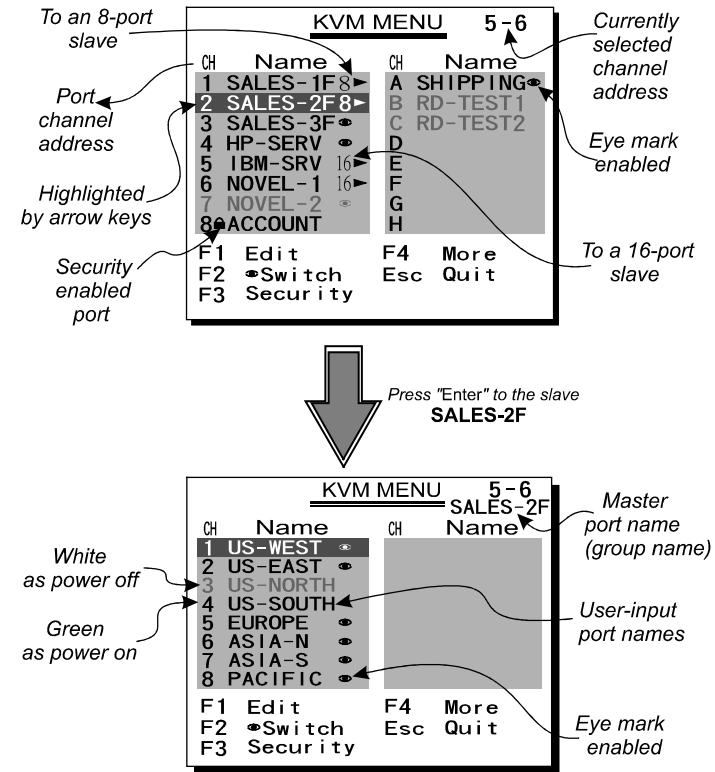 To an 8-port
slave
KVM MENU 5-6
Currently
selected
channel
address
CH Name CH Name
Port
channel
address
1 SALES-1F 8►
2 SALES-2F 8►
3 SALES-3F
4 HP-SERV
5 IBM-SRV 16►
6 NOVEL-1 16►
7 NOVEL-2
8 ACCOUNT
A SHIPPING
B RD-TEST1
C RD-TEST2
D
E
F
G
H
Eye mark
enabled
Highlighted
by arrow keys
Security
enabled
port
F1 Edit F4 More
F2 Switch Esc Quit
F3 Security
To a 16-port
slave
Press "Enter" to the slave
SALES-2F
KVM MENU 5-6
SALES-2F
Master
port name
(group name)
CH Name CH Name
1 US-WEST
2 US-EAST
3 US-NORTH
4 US-SOUTH
5 EUROPE
6 ASIA-N
7 ASIA-S
8 PACIFIC
White
as power off
Green
as power on
User-input
port names
F1 Edit F4 More
F2 Switch Esc Quit
F3 Security
Eye mark
enabled